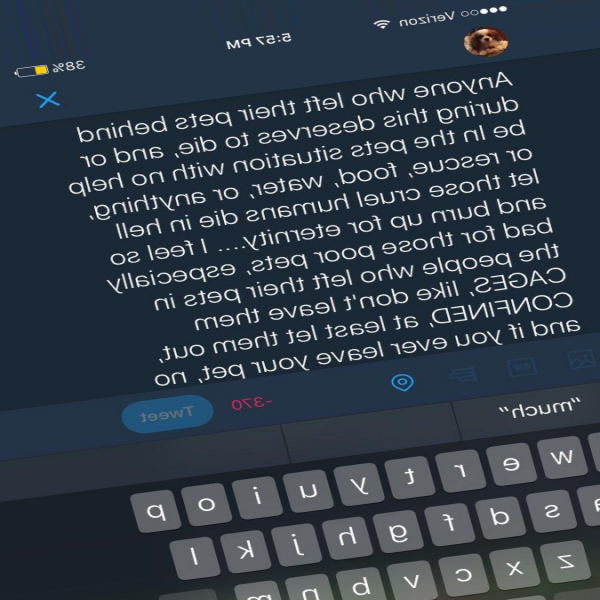 Verizon
5:57 PM
38%
Anyone who left their pets behind
during this deserves to die, and or
be In the pets situation with no help
or rescue, food, water, or anything,
let those cruel humans die in hell
and burn up for eternity.... I feel so
bad for those poor pets, especially
the people who left their pets in
CAGES, like don't leave them
CONFINED, at least let them out,
and if you ever leave your pet, no
GIF
-370
Tweet
"much"
w e r t y u i o p
a s d f g h j k l
z x c v b n m